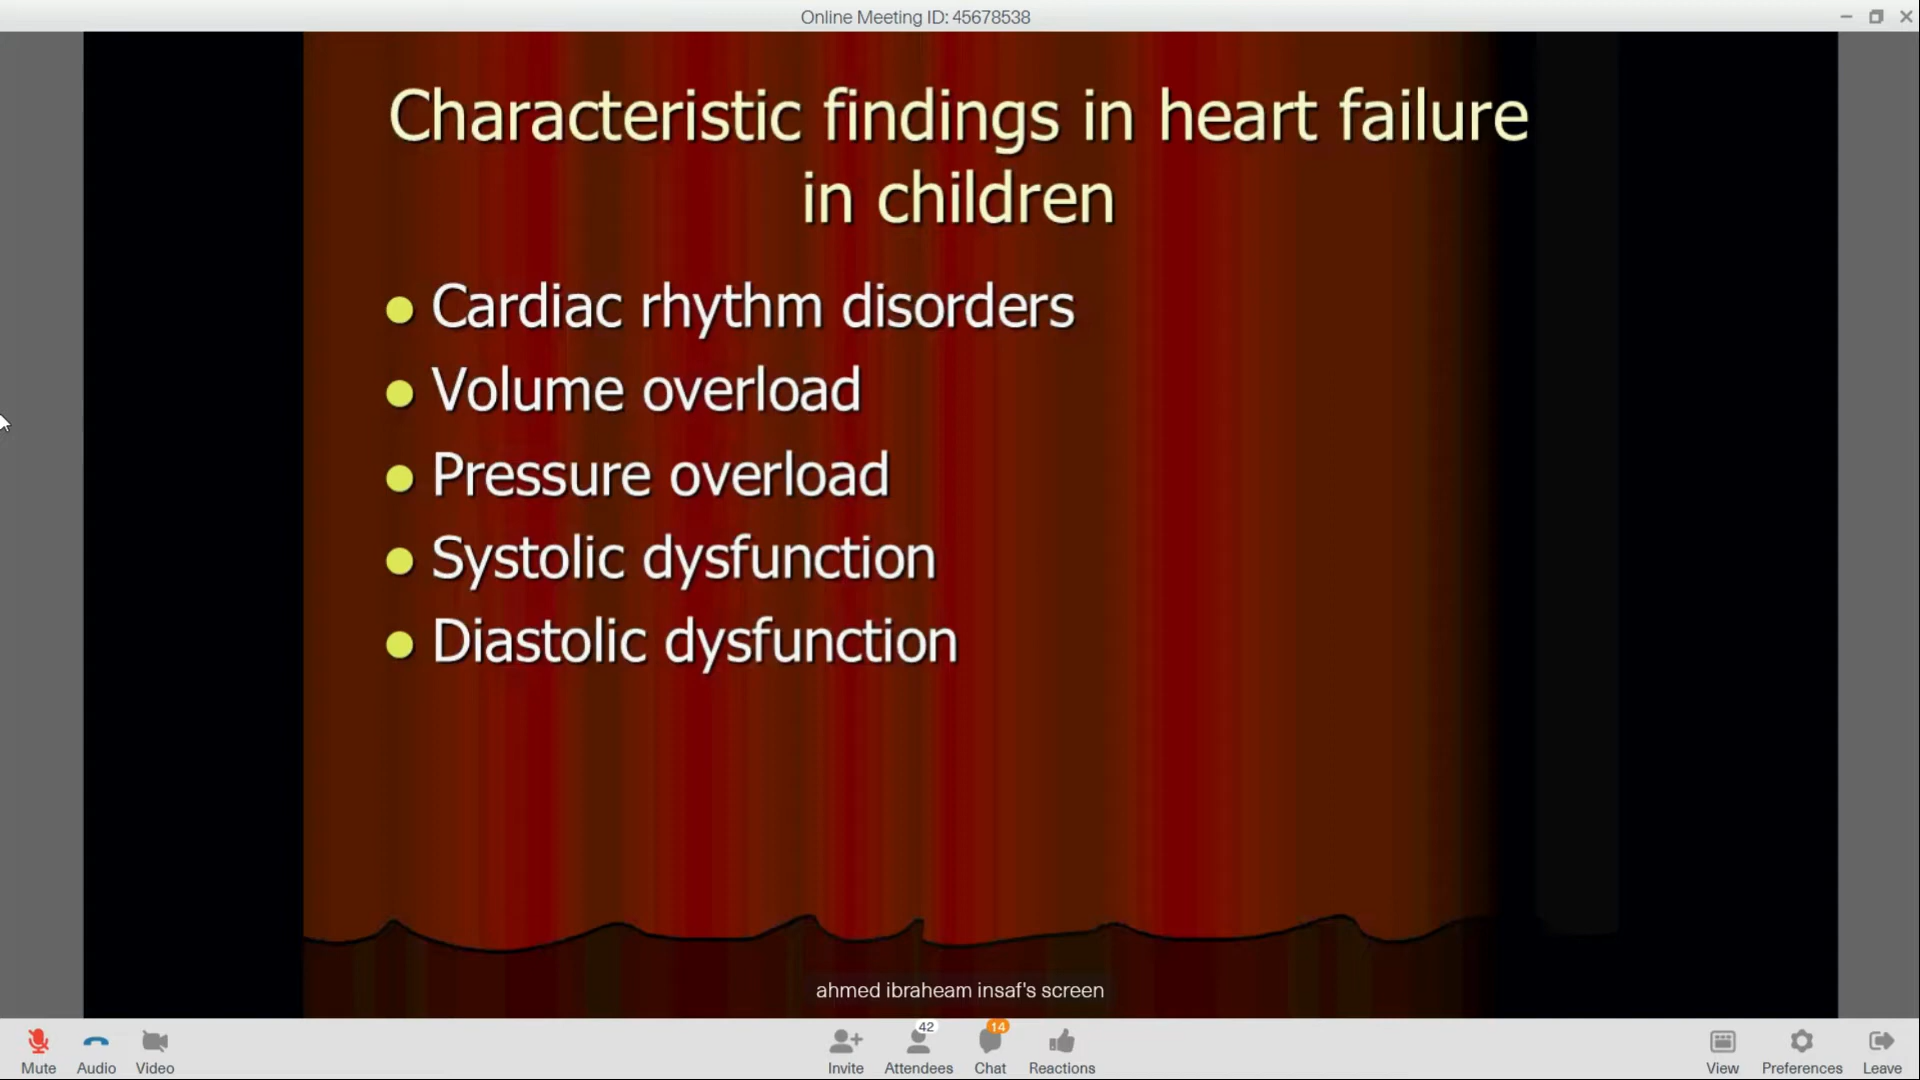 Online Meeting ID: 45678538
Characteristic findings in heart failure
in children
Cardiac rhythm disorders
Volume overload
Pressure overload
Systolic dysfunction
Diastolic dysfunction
ahmed ibraheam insaf's screen
42
14
Mute
Audio
Video
Invite
Attendees
Chat
Reactions
View
Preferences
Leave